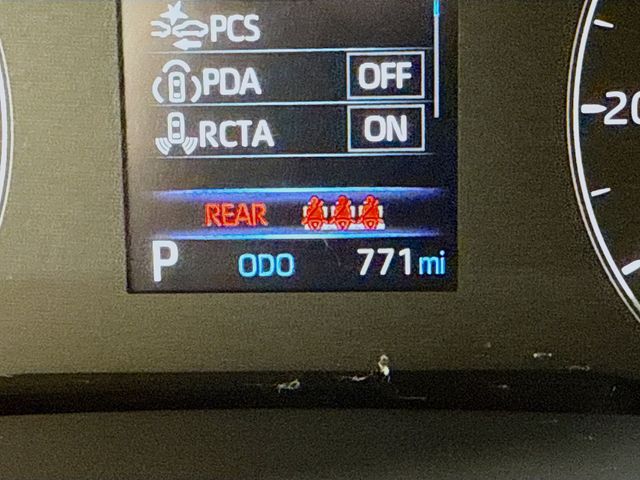 PCS
PDA OFF
RCTA ON
REAR
P ODO 771 mi
20